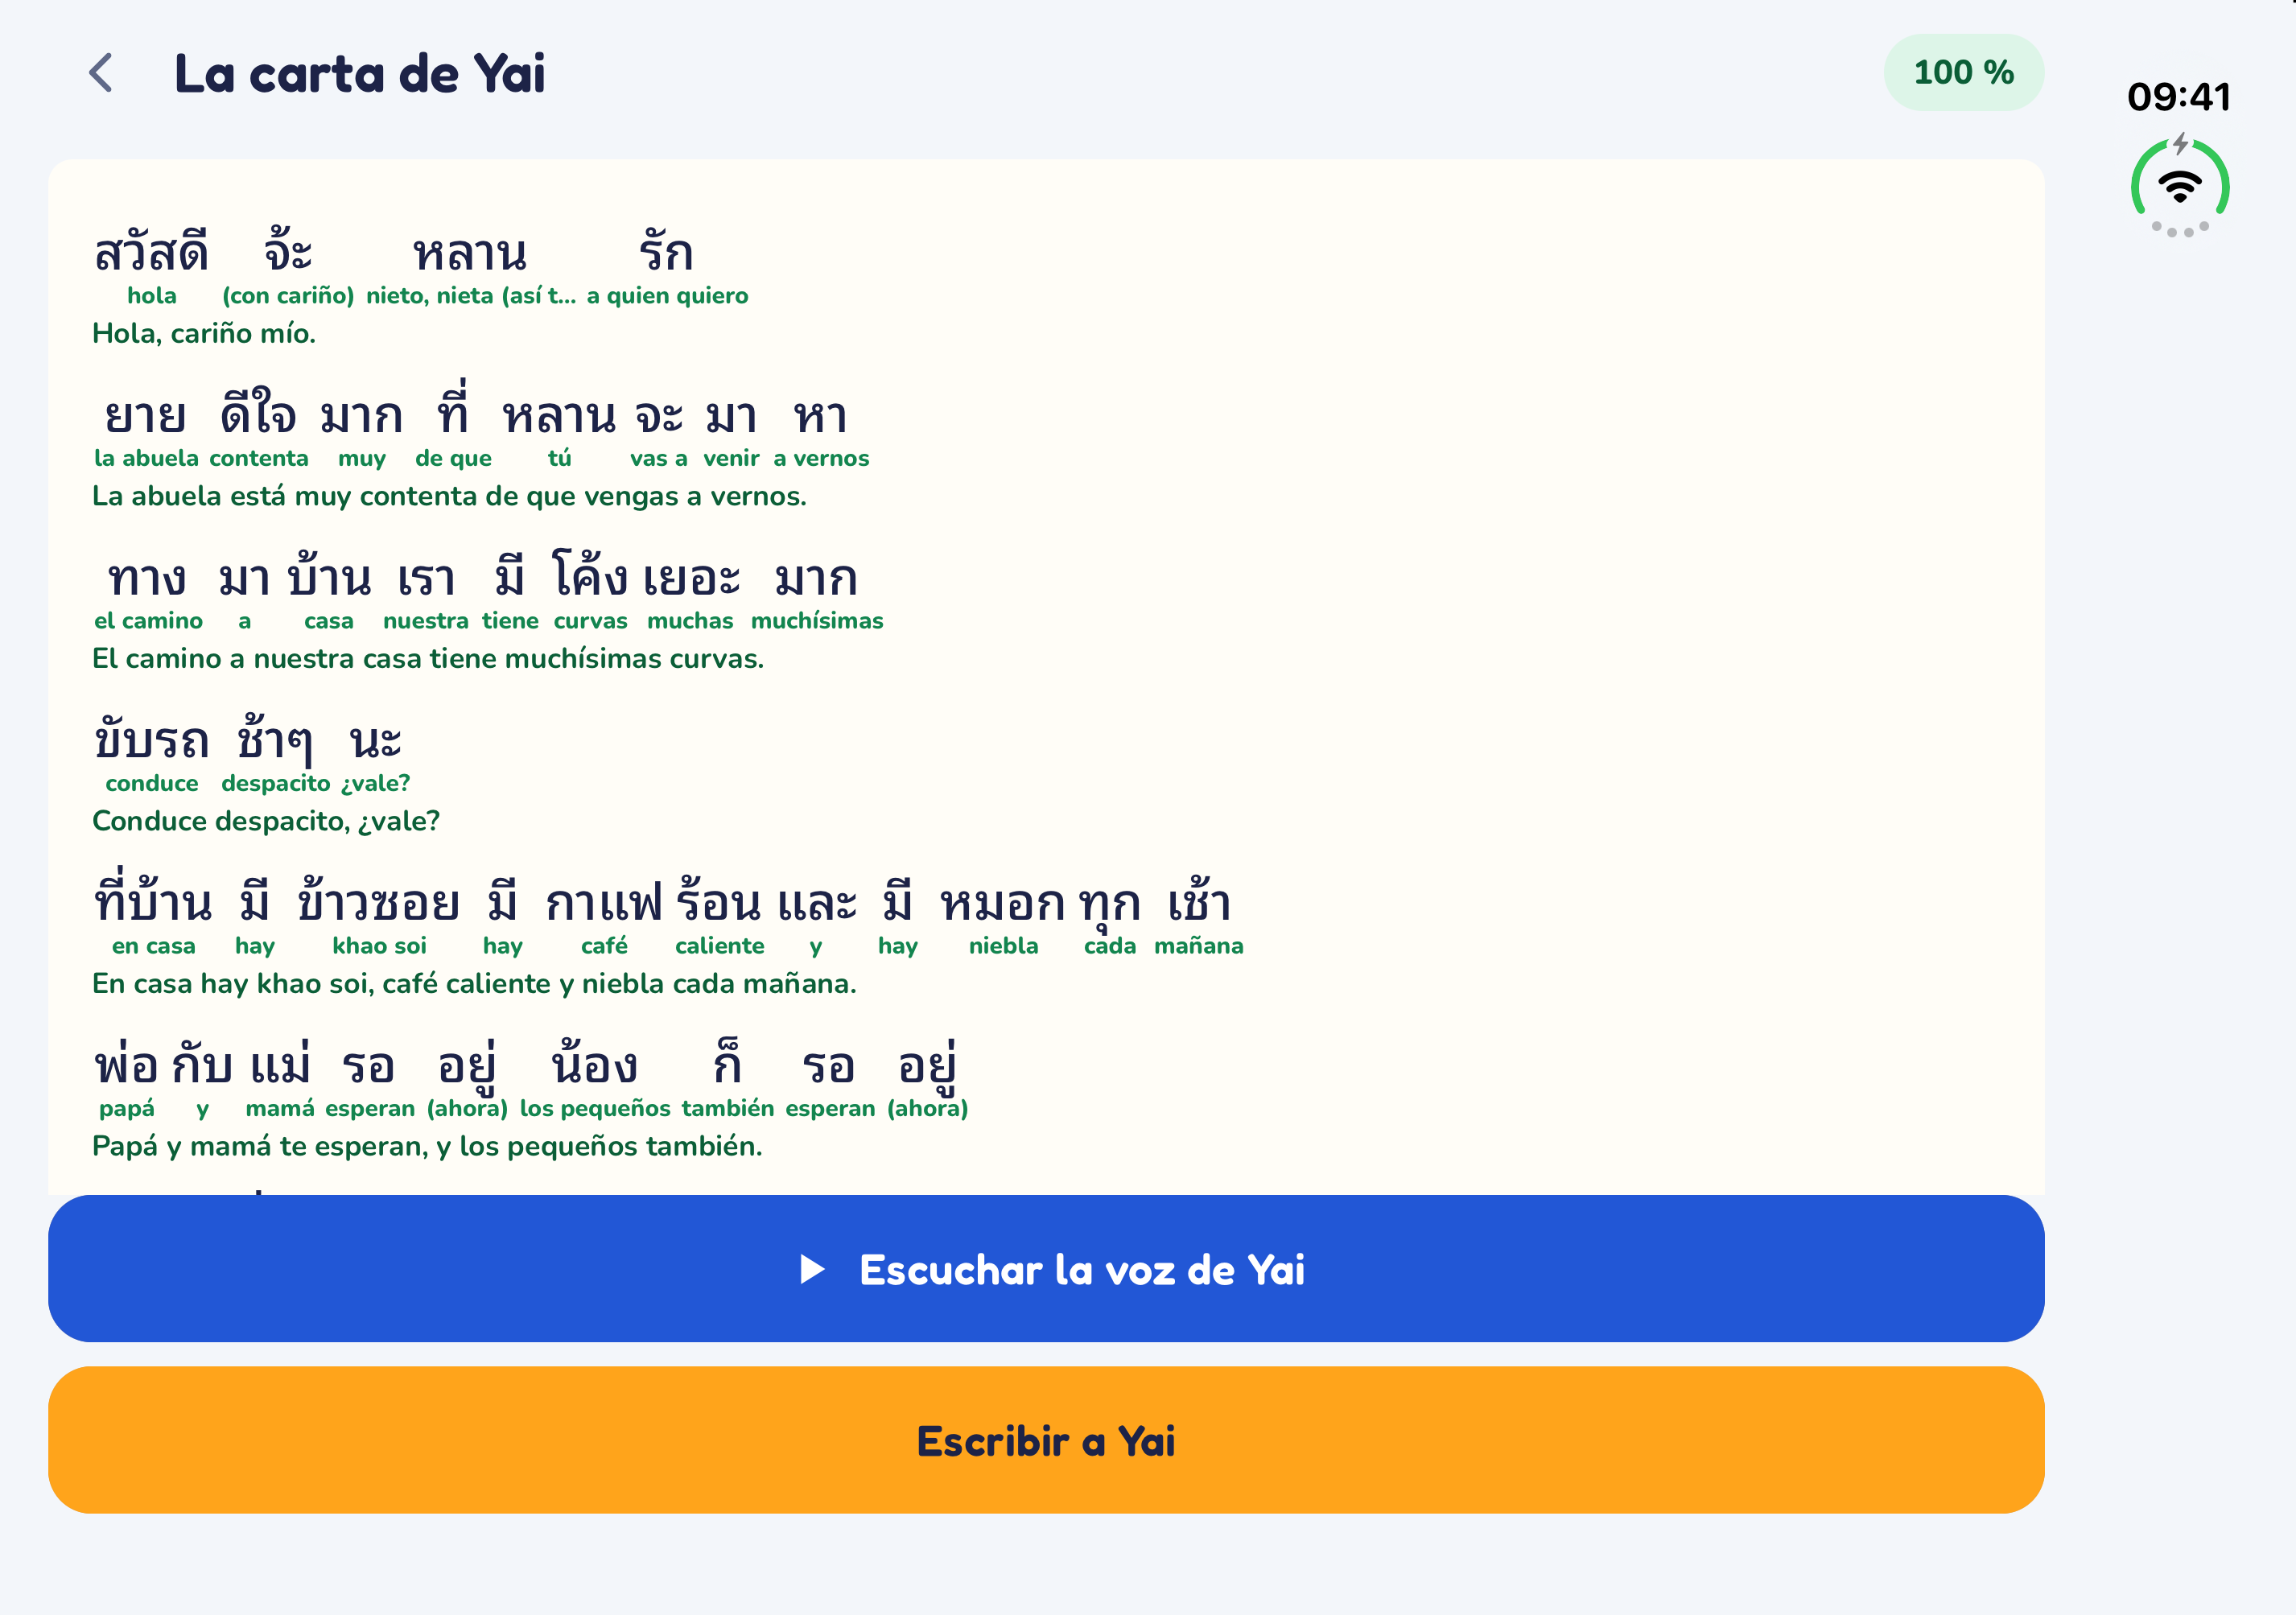 La carta de Yai
100 %
09:41
สวัสดี จ้ะ หลาน รัก
hola (con cariño) nieto, nieta (así t... a quien quiero
Hola, cariño mío.
ยาย ดีใจ มาก ที่ หลาน จะ มา หา
la abuela contenta muy de que tú vas a venir a vernos
La abuela está muy contenta de que vengas a vernos.
ทาง มา บ้าน เรา มี โค้ง เยอะ มาก
el camino a casa nuestra tiene curvas muchas muchísimas
El camino a nuestra casa tiene muchísimas curvas.
ขับรถ ช้าๆ นะ
conduce despacito ¿vale?
Conduce despacito, ¿vale?
ที่บ้าน มี ข้าวซอย มี กาแฟ ร้อน และ มี หมอก ทุก เช้า
en casa hay khao soi hay café caliente y hay niebla cada mañana
En casa hay khao soi, café caliente y niebla cada mañana.
พ่อ กับ แม่ รอ อยู่ น้อง ก็ รอ อยู่
papá y mamá esperan (ahora) los pequeños también esperan (ahora)
Papá y mamá te esperan, y los pequeños también.
Escuchar la voz de Yai
Escribir a Yai